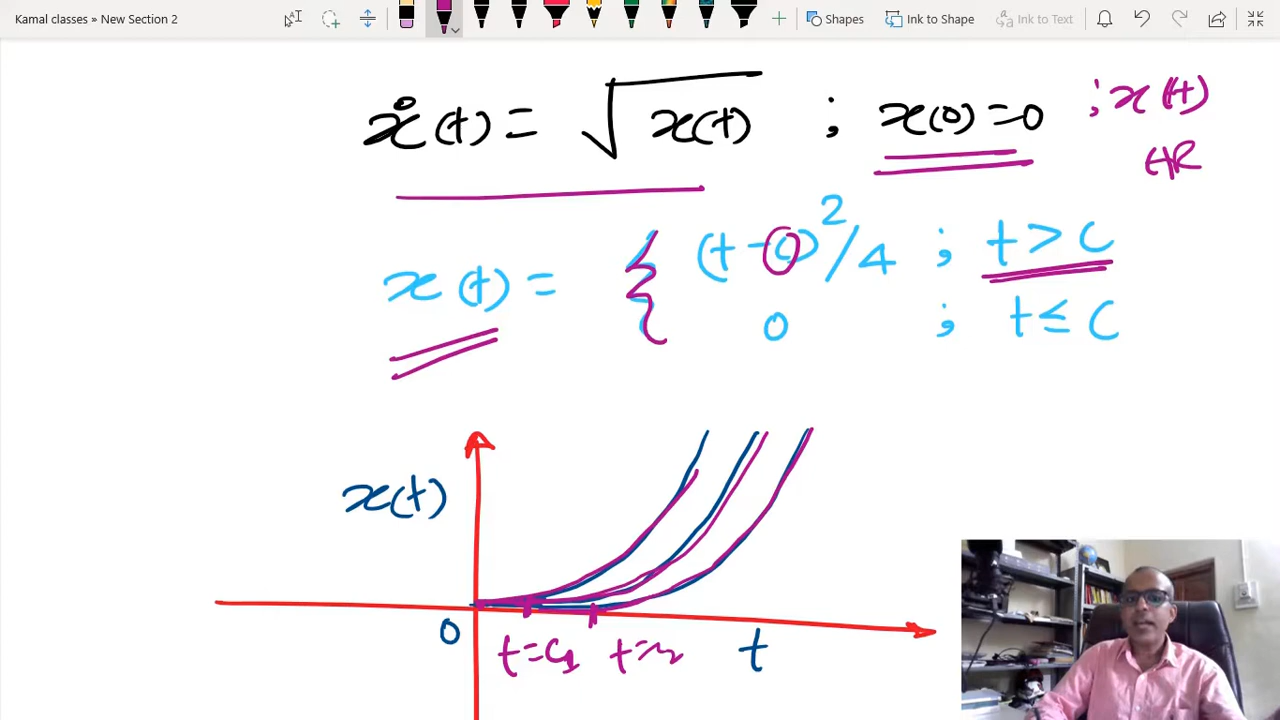 Kamal classes » New Section 2
Shapes
Ink to Shape
Ink to Text
ẋ(t) = √x(t) ; x(0) = 0 ; x(t)
∈ℝ
x(t) = { (t - c)²/4 ; t > c
0 ; t ≤ c
x(t)
0
t = c₁
t = c₂
t